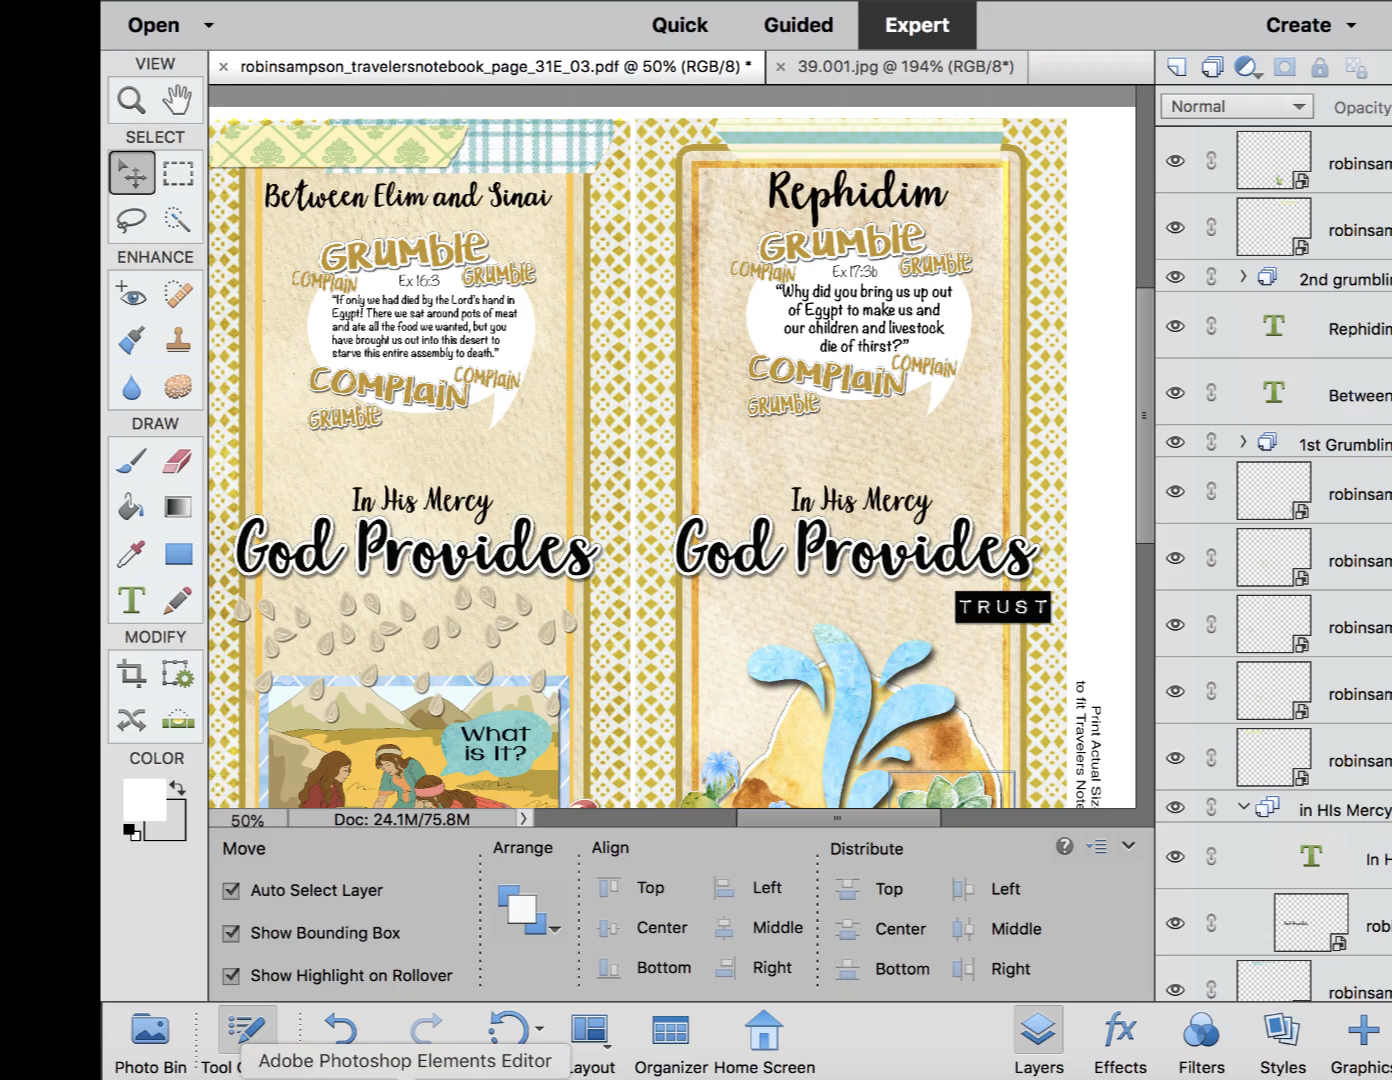 Open
Quick
Guided
Expert
Create
VIEW
× robinsampson_travelersnotebook_page_31E_03.pdf @ 50% (RGB/8) *
× 39.001.jpg @ 194% (RGB/8*)
Normal
Opacity
SELECT
ENHANCE
DRAW
T
MODIFY
COLOR
Between Elim and Sinai
GRUMBLE
COMPLAIN
GRUMBLE
Ex 16:3
"If only we had died by the Lord's hand in
Egypt! There we sat around pots of meat
and ate all the food we wanted, but you
have brought us out into this desert to
starve this entire assembly to death."
COMPLAIN
COMPLAIN
GRUMBLE
In His Mercy
God Provides
What
is It?
Rephidim
GRUMBLE
COMPLAIN
GRUMBLE
Ex 17:3b
"Why did you bring us up out
of Egypt to make us and
our children and livestock
die of thirst?"
COMPLAIN
COMPLAIN
GRUMBLE
In His Mercy
God Provides
TRUST
Print Actual Siz
to fit Travelers Note
robinsam
robinsam
2nd grumblin
T Rephidim
T Between
1st Grumblin
robinsam
robinsam
robinsam
robinsam
robinsam
in HIs Mercy
T In H
rob
robinsam
50%
Doc: 24.1M/75.8M
Move
Auto Select Layer
Show Bounding Box
Show Highlight on Rollover
Arrange
Align
Top
Left
Center
Middle
Bottom
Right
Distribute
Top
Left
Center
Middle
Bottom
Right
Photo Bin
Tool
Adobe Photoshop Elements Editor
ayout
Organizer
Home Screen
Layers
fx
Effects
Filters
Styles
Graphic